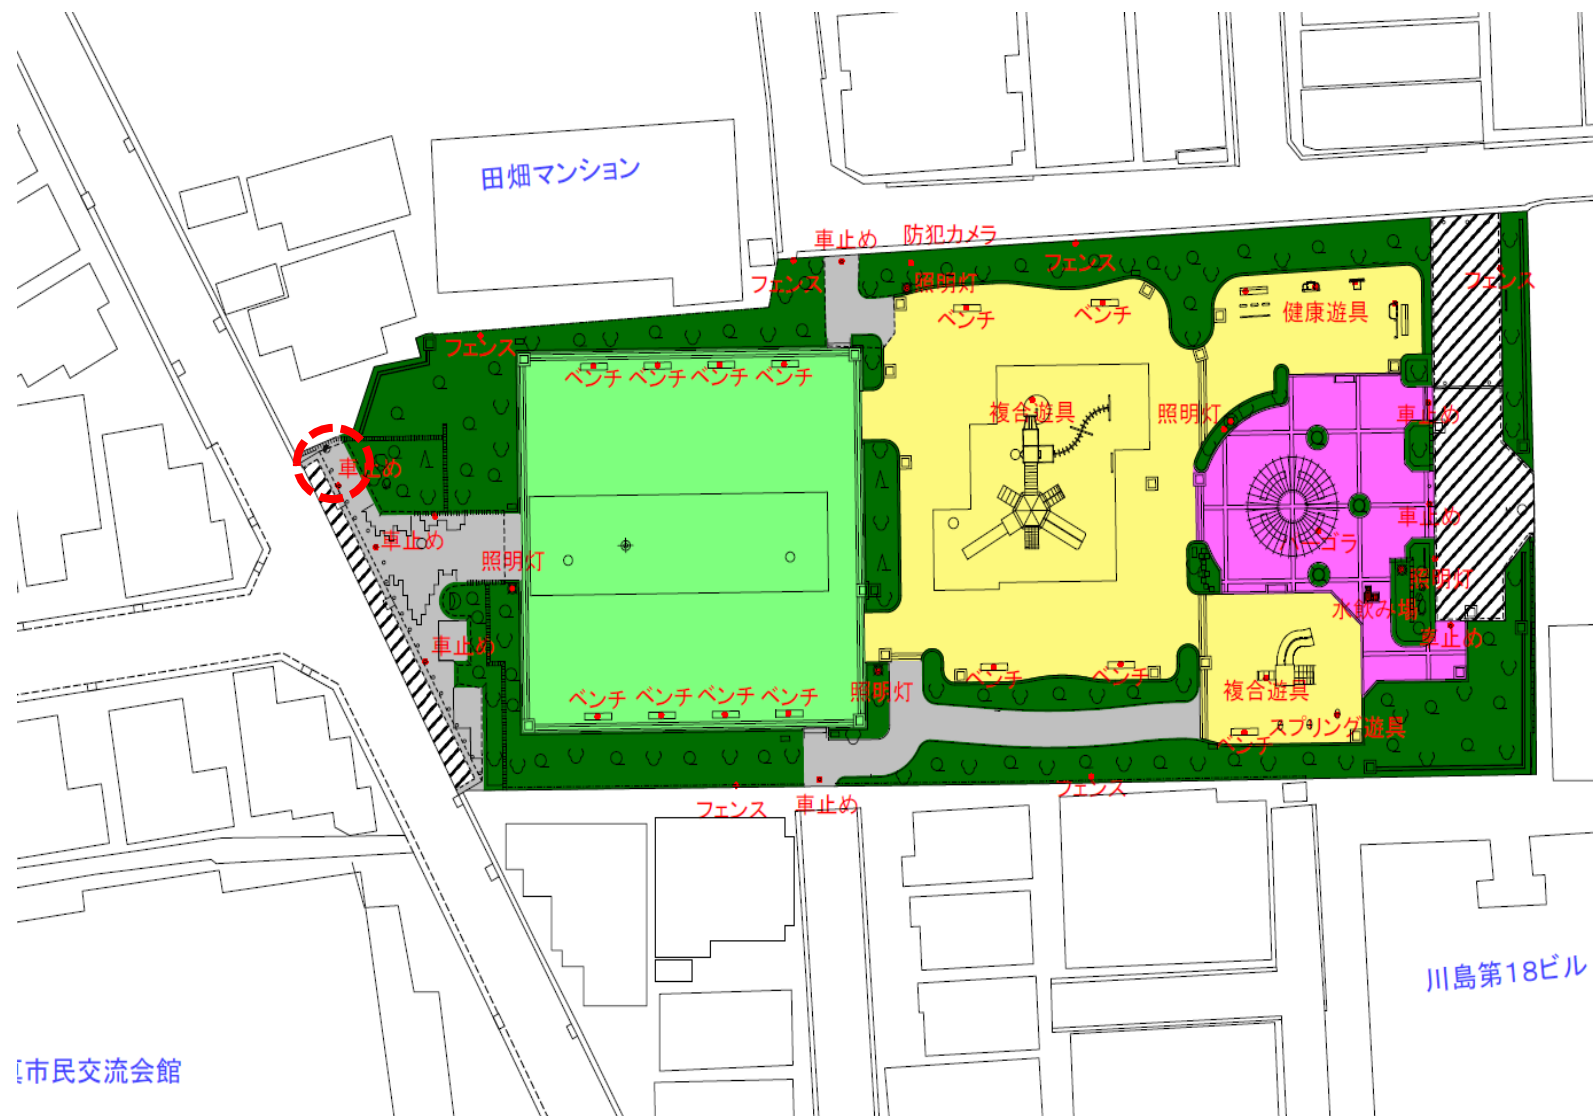 田畑マンション
車止め
防犯カメラ
フェンス
フェンス
照明灯
フェンス
健康遊具
ベンチ
ベンチ
フェンス
ベンチ
ベンチ
ベンチ
ベンチ
複合遊具
照明灯
車止め
車止め
車止め
車止め
パーゴラ
照明灯
照明灯
水飲み場
車止め
車止め
ベンチ
ベンチ
照明灯
複合遊具
ベンチ
ベンチ
ベンチ
ベンチ
スプリング遊具
ベンチ
フェンス
車止め
フェンス
川島第18ビル
市民交流会館